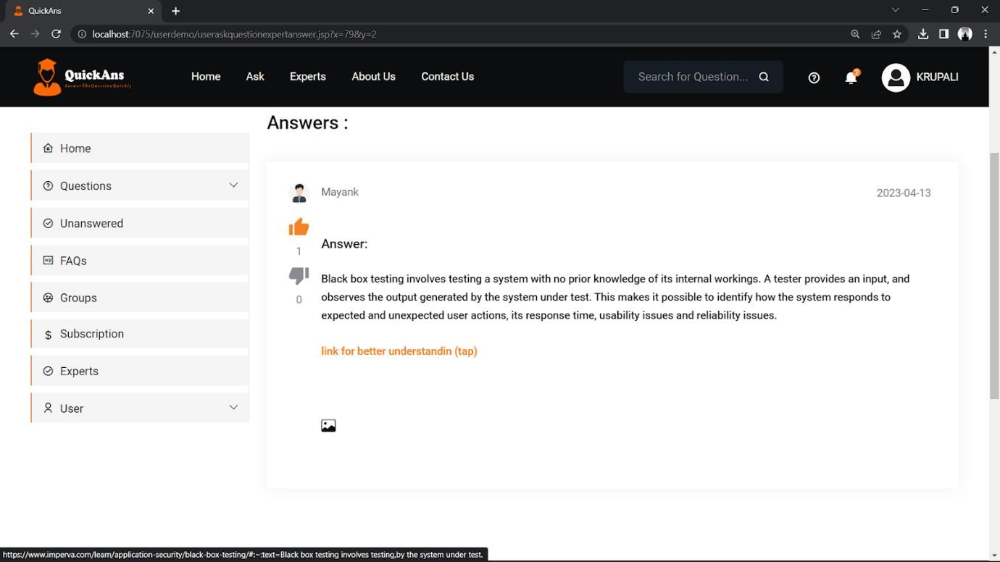 QuickAns
localhost:7075/userdemo/useraskquestionexpertanswer.jsp?x=79&y=2
QuickAns
AnswerTheQuestionQuickly
Home Ask Experts About Us Contact Us
Search for Question...
2
KRUPALI
Home
Questions
Unanswered
FAQs
Groups
$ Subscription
Experts
User
Answers :
Mayank
2023-04-13
1
0
Answer:
Black box testing involves testing a system with no prior knowledge of its internal workings. A tester provides an input, and
observes the output generated by the system under test. This makes it possible to identify how the system responds to
expected and unexpected user actions, its response time, usability issues and reliability issues.
link for better understandin (tap)
https://www.imperva.com/learn/application-security/black-box-testing/#:~:text=Black box testing involves testing,by the system under test.